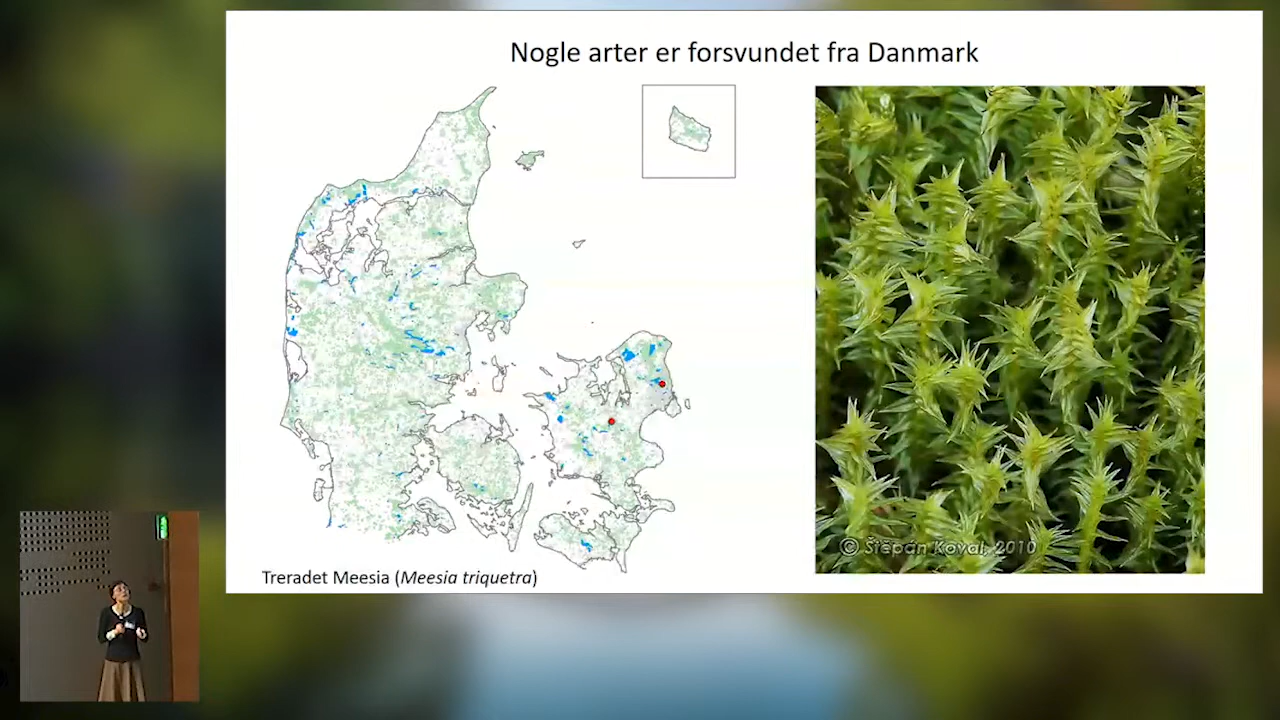 Nogle arter er forsvundet fra Danmark
Treradet Meesia (Meesia triquetra)
© Štěpán Koval, 2010